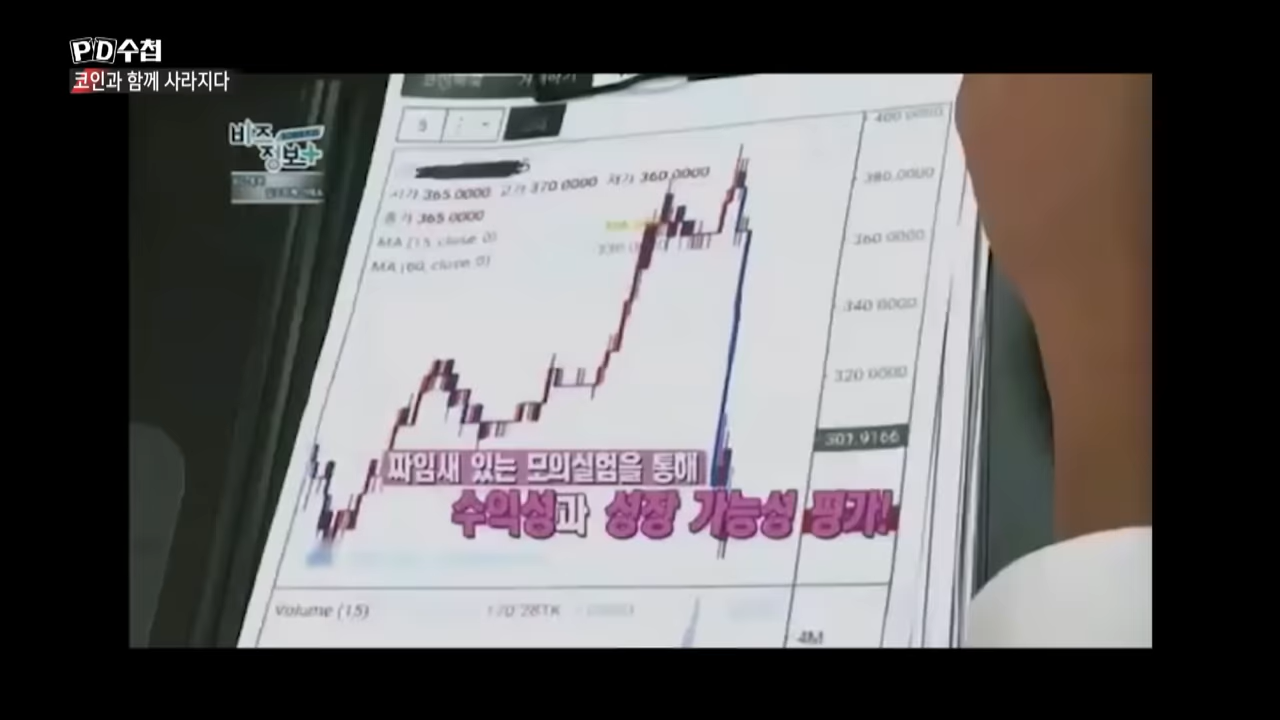 PD수첩
코인과 함께 사라지다
비즈
정보+
5
400 0000
시가 365.0000 고가 370.0000 저가 360.0000
380.0000
종가 365.0000
MA (15, close, 0)
MA (60, close, 0)
360 0000
340 0000
320 0000
301.9166
짜임새 있는 모의실험을 통해
수익성과 성장 가능성 평가!
Volume (15)
170.281K
4M